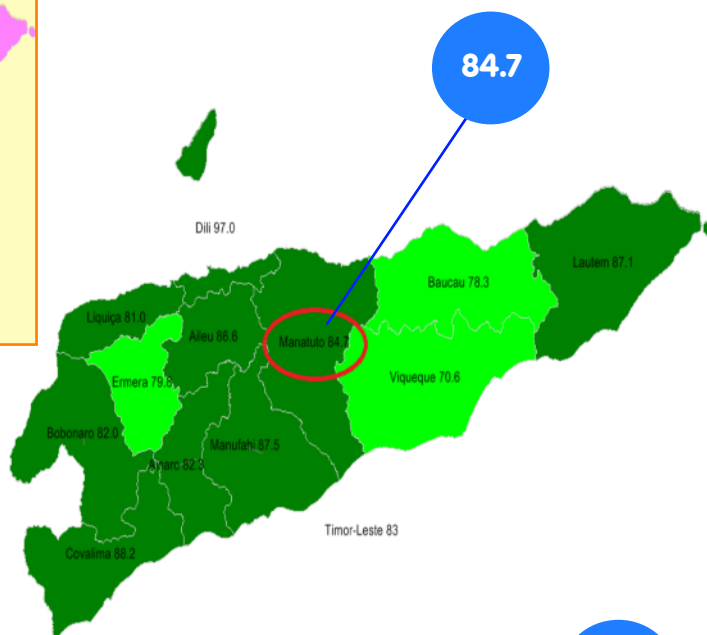 84.7
Dili 97.0
Lautem 87.1
Baucau 78.3
Liquiça 81.0
Aileu 86.6
Manatuto 84.7
Viqueque 70.6
Ermera 79.8
Bobonaro 82.0
Manufahi 87.5
Ainarc 82.3
Timor-Leste 83
Covalima 88.2